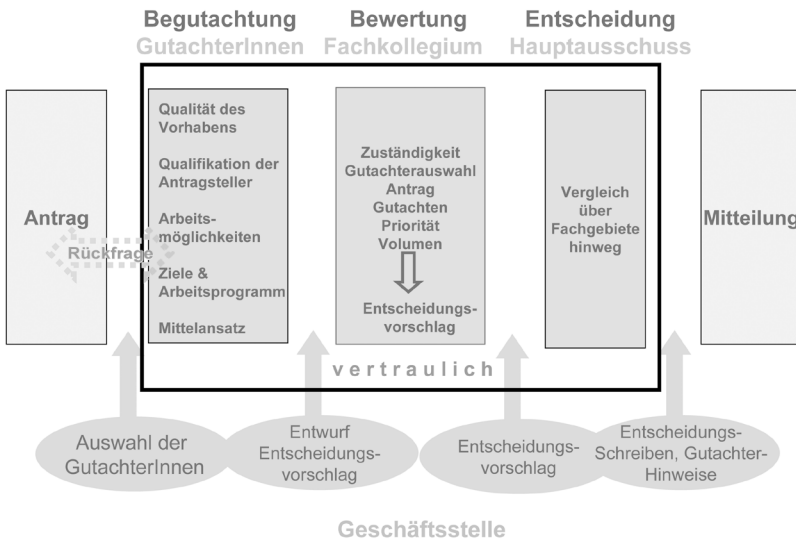 Begutachtung
GutachterInnen
Bewertung
Fachkollegium
Entscheidung
Hauptausschuss
Antrag
Rückfrage
Qualität des
Vorhabens
Qualifikation der
Antragsteller
Arbeits-
möglichkeiten
Ziele &
Arbeitsprogramm
Mittelansatz
Zuständigkeit
Gutachterauswahl
Antrag
Gutachten
Priorität
Volumen
Entscheidungs-
vorschlag
Vergleich
über
Fachgebiete
hinweg
Mitteilung
vertraulich
Auswahl der
GutachterInnen
Entwurf
Entscheidungs-
vorschlag
Entscheidungs-
vorschlag
Entscheidungs-
Schreiben, Gutachter-
Hinweise
Geschäftsstelle